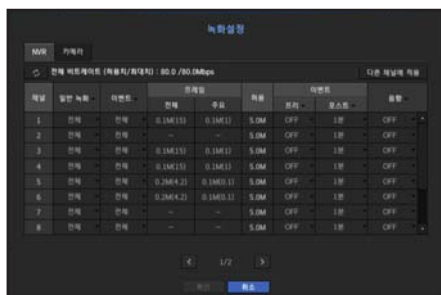 녹화설정
NVR 카메라
전체 비트레이트 (허용치/최대치) : 80.0 /80.0Mbps 다른 채널에 적용
채널 일반 녹화 이벤트 프레임 허용 이벤트 음향
전체 주요 프리 포스트
1 전체 전체 0.1M(15) 0.1M(1) 5.0M OFF 1분 OFF
2 전체 전체 -- -- 5.0M OFF 1분 OFF
3 전체 전체 0.1M(15) 0.1M(1) 5.0M OFF 1분 OFF
4 전체 전체 0.1M(15) 0.1M(1) 5.0M OFF 1분 OFF
5 전체 전체 0.2M(4.2) 0.1M(0.1) 5.0M OFF 1분 OFF
6 전체 전체 0.2M(4.2) 0.1M(0.1) 5.0M OFF 1분 OFF
7 전체 전체 -- -- 5.0M OFF 1분 OFF
8 전체 전체 -- -- 5.0M OFF 1분 OFF
< 1/2 >
확인 취소